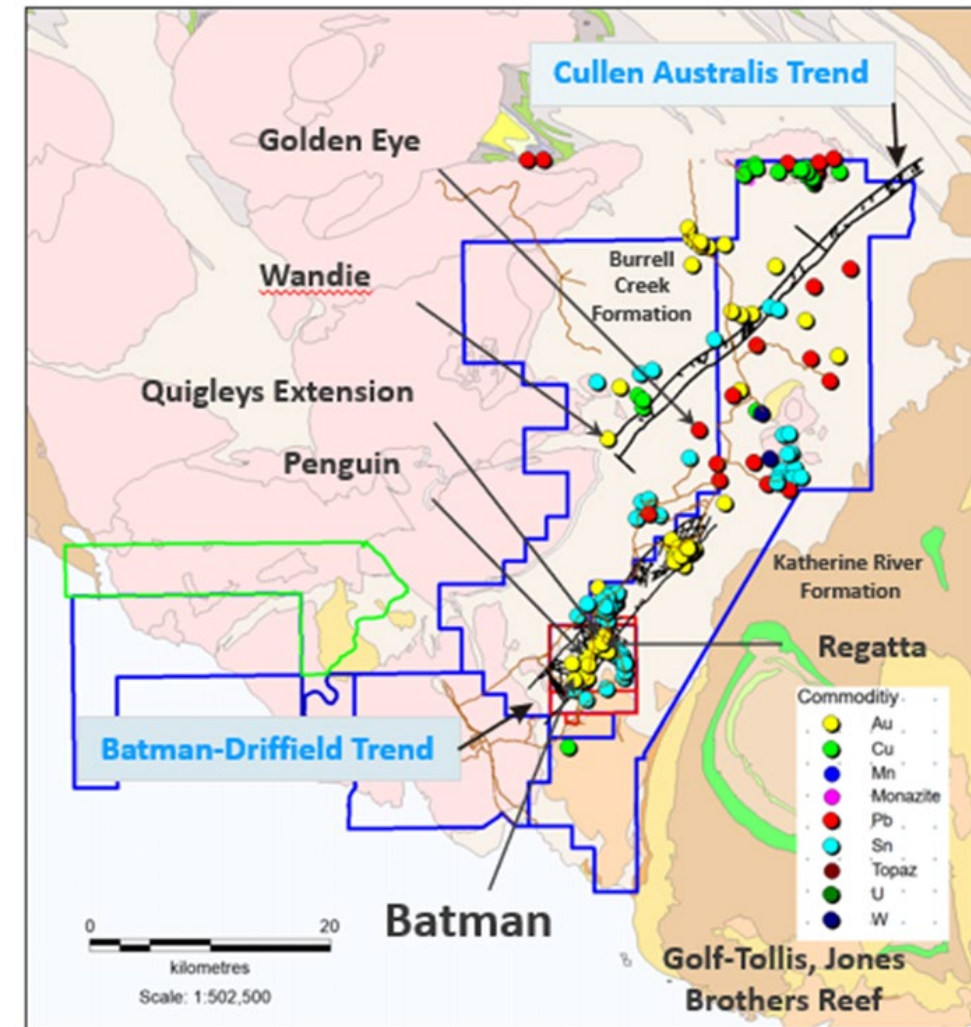 Cullen Australis Trend
Golden Eye
Burrell
Creek
Formation
Wandie
Quigleys Extension
Penguin
Katherine River
Formation
Regatta
Commoditiy
Au
Cu
Mn
Monazite
Pb
Sn
Topaz
U
W
Batman-Driffield Trend
Batman
0 20
kilometres
Scale: 1:502,500
Golf-Tollis, Jones
Brothers Reef